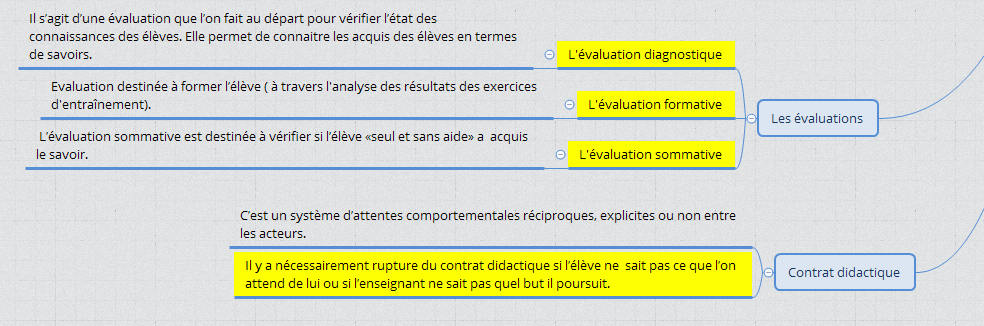 Il s’agit d’une évaluation que l’on fait au départ pour vérifier l’état des
connaissances des élèves. Elle permet de connaitre les acquis des élèves en termes
de savoirs.
L'évaluation diagnostique
Evaluation destinée à former l’élève ( à travers l'analyse des résultats des exercices
d'entraînement).
L'évaluation formative
Les évaluations
L’évaluation sommative est destinée à vérifier si l’élève «seul et sans aide» a  acquis
le savoir.
L'évaluation sommative
C’est un système d’attentes comportementales réciproques, explicites ou non entre
les acteurs.
Il y a nécessairement rupture du contrat didactique si l’élève ne  sait pas ce que l’on
attend de lui ou si l’enseignant ne sait pas quel but il poursuit.
Contrat didactique